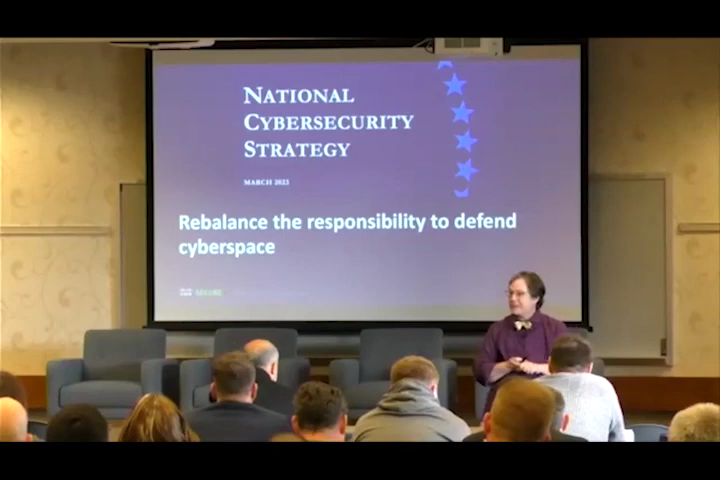 NATIONAL
CYBERSECURITY
STRATEGY
MARCH 2023
Rebalance the responsibility to defend
cyberspace